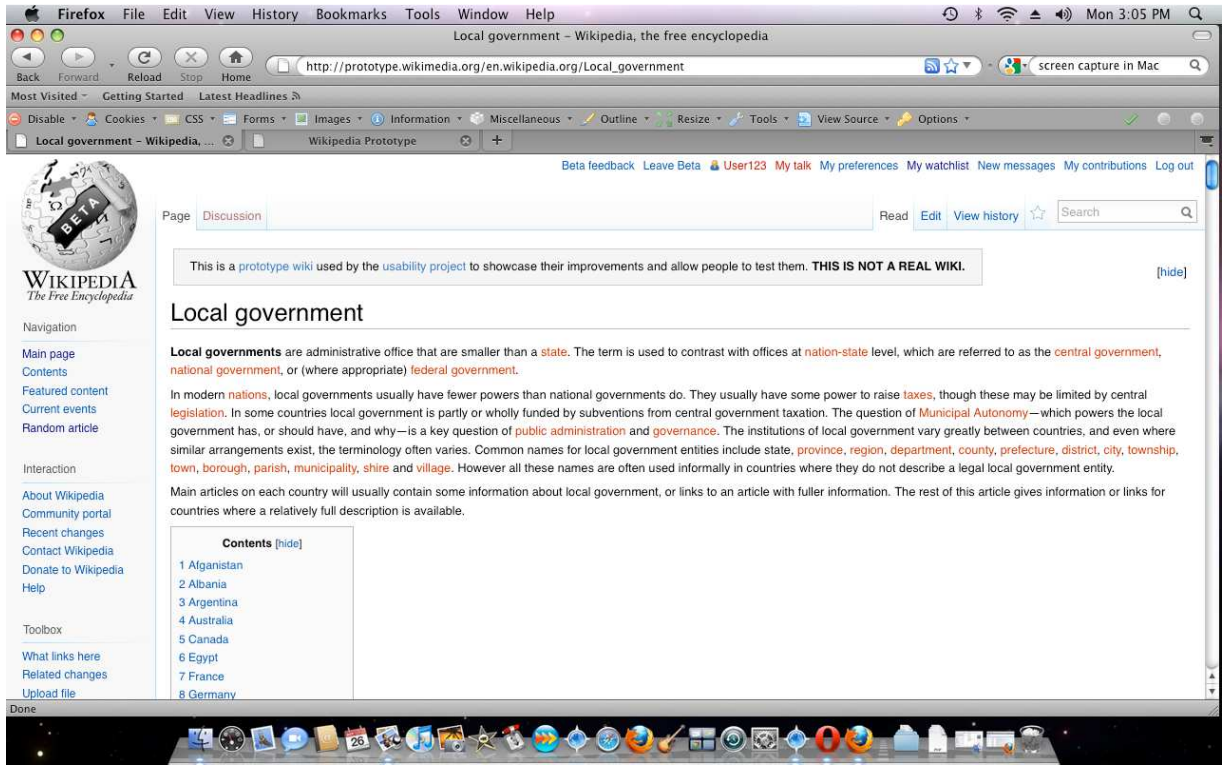 Firefox File Edit View History Bookmarks Tools Window Help Mon 3:05 PM
Local government – Wikipedia, the free encyclopedia
Back Forward Reload Stop Home http://prototype.wikimedia.org/en.wikipedia.org/Local_government screen capture in Mac
Most Visited Getting Started Latest Headlines
Disable Cookies CSS Forms Images Information Miscellaneous Outline Resize Tools View Source Options
Local government – Wikipedia, ... Wikipedia Prototype
Beta feedback Leave Beta User123 My talk My preferences My watchlist New messages My contributions Log out
BETA
Page Discussion Read Edit View history Search
WIKIPEDIA
The Free Encyclopedia
This is a prototype wiki used by the usability project to showcase their improvements and allow people to test them. THIS IS NOT A REAL WIKI.
[hide]
Navigation
Main page
Contents
Featured content
Current events
Random article
Interaction
About Wikipedia
Community portal
Recent changes
Contact Wikipedia
Donate to Wikipedia
Help
Toolbox
What links here
Related changes
Upload file
Local government
Local governments are administrative office that are smaller than a state. The term is used to contrast with offices at nation-state level, which are referred to as the central government,
national government, or (where appropriate) federal government.
In modern nations, local governments usually have fewer powers than national governments do. They usually have some power to raise taxes, though these may be limited by central
legislation. In some countries local government is partly or wholly funded by subventions from central government taxation. The question of Municipal Autonomy—which powers the local
government has, or should have, and why—is a key question of public administration and governance. The institutions of local government vary greatly between countries, and even where
similar arrangements exist, the terminology often varies. Common names for local government entities include state, province, region, department, county, prefecture, district, city, township,
town, borough, parish, municipality, shire and village. However all these names are often used informally in countries where they do not describe a legal local government entity.
Main articles on each country will usually contain some information about local government, or links to an article with fuller information. The rest of this article gives information or links for
countries where a relatively full description is available.
Contents [hide]
1 Afganistan
2 Albania
3 Argentina
4 Australia
5 Canada
6 Egypt
7 France
8 Germany
Done
26